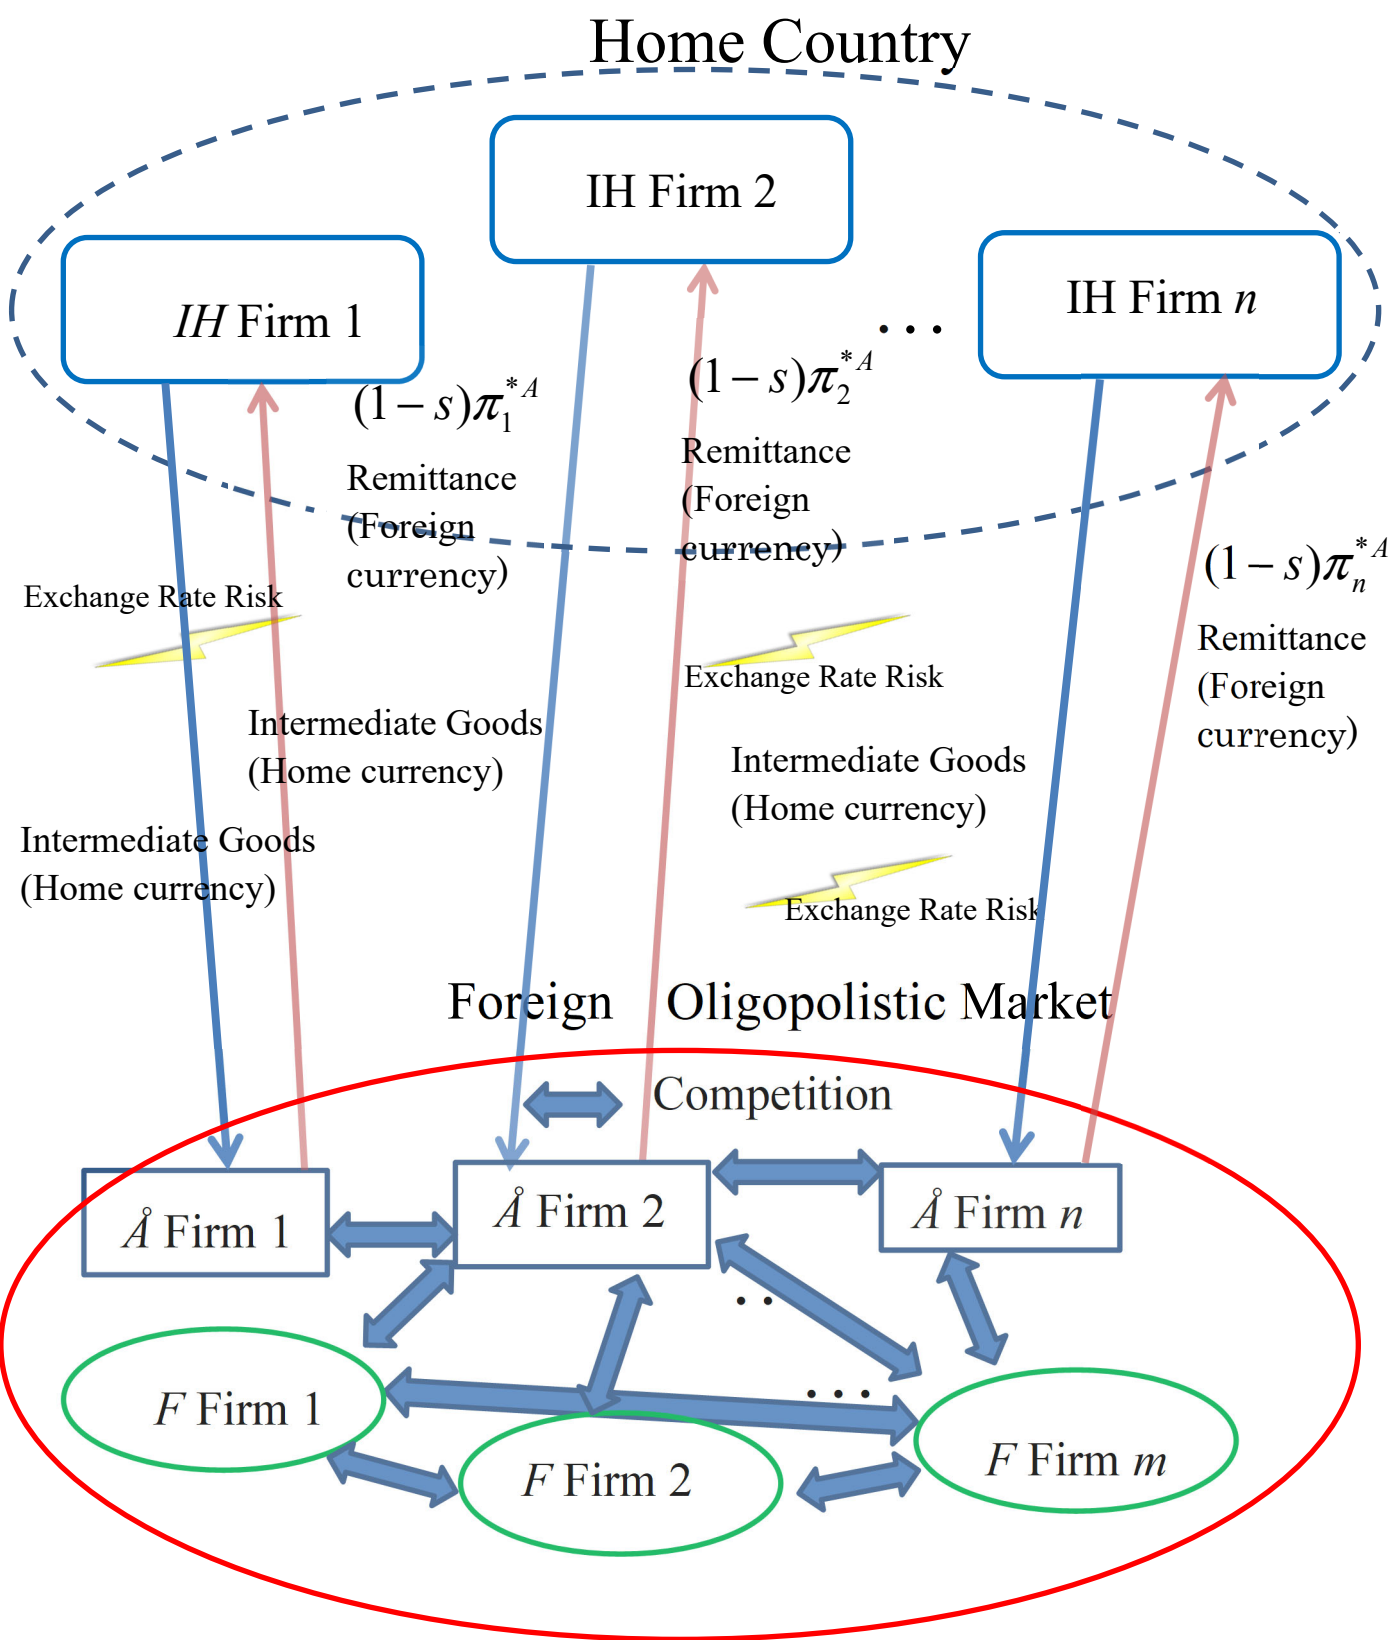 Home Country
IH Firm 2
IH Firm 1
IH Firm n
...
(1 − s)π₁*ᴬ
(1 − s)π₂*ᴬ
Remittance
(Foreign
currency)
Remittance
(Foreign
currency)
(1 − s)πₙ*ᴬ
Remittance
(Foreign
currency)
Exchange Rate Risk
Exchange Rate Risk
Intermediate Goods
(Home currency)
Intermediate Goods
(Home currency)
Intermediate Goods
(Home currency)
Exchange Rate Risk
Foreign Oligopolistic Market
Competition
Å Firm 1
Å Firm 2
Å Firm n
..
...
F Firm 1
F Firm 2
F Firm m